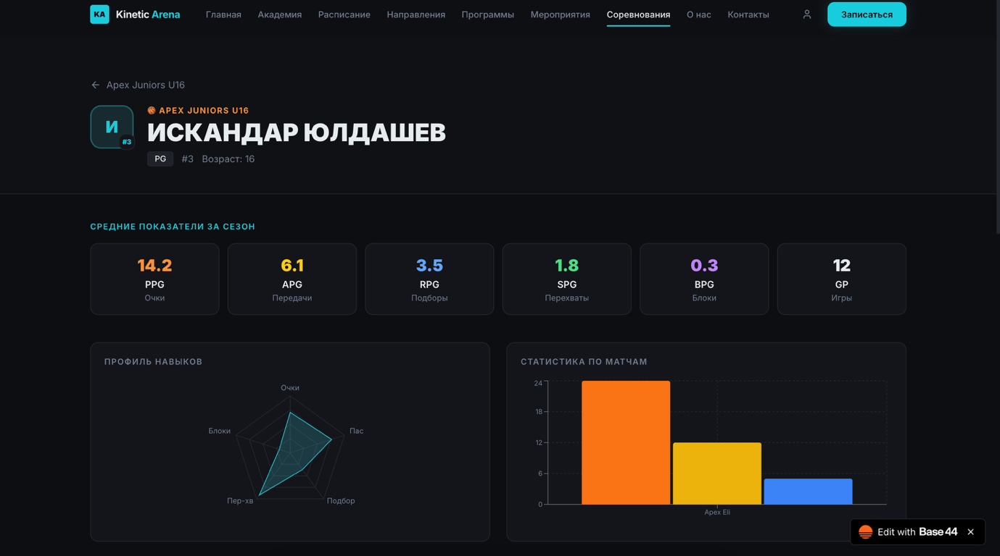 KA Kinetic Arena Главная Академия Расписание Направления Программы Мероприятия Соревнования О нас Контакты Записаться
← Apex Juniors U16
И #3
🏀 APEX JUNIORS U16
ИСКАНДАР ЮЛДАШЕВ
PG #3 Возраст: 16
СРЕДНИЕ ПОКАЗАТЕЛИ ЗА СЕЗОН
14.2
PPG
Очки
6.1
APG
Передачи
3.5
RPG
Подборы
1.8
SPG
Перехваты
0.3
BPG
Блоки
12
GP
Игры
ПРОФИЛЬ НАВЫКОВ
Очки
Блоки
Пас
Пер-хв
Подбор
СТАТИСТИКА ПО МАТЧАМ
24
18
12
6
0
Apex Eli
Edit with Base44 ×